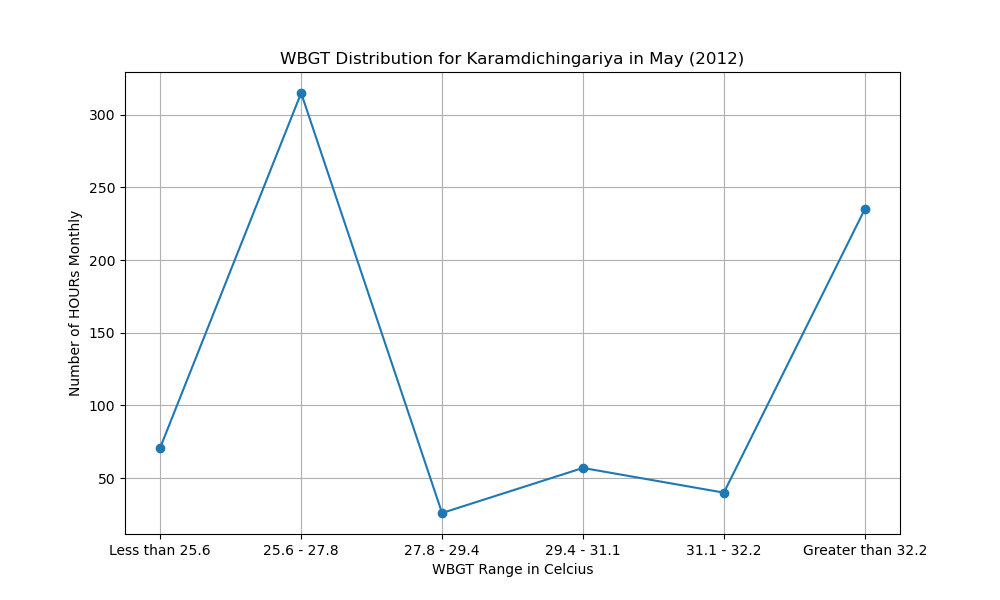 WBGT Distribution for Karamdichingariya in May (2012)
Number of HOURs Monthly
300
250
200
150
100
50
Less than 25.6
25.6 - 27.8
27.8 - 29.4
29.4 - 31.1
31.1 - 32.2
Greater than 32.2
WBGT Range in Celcius